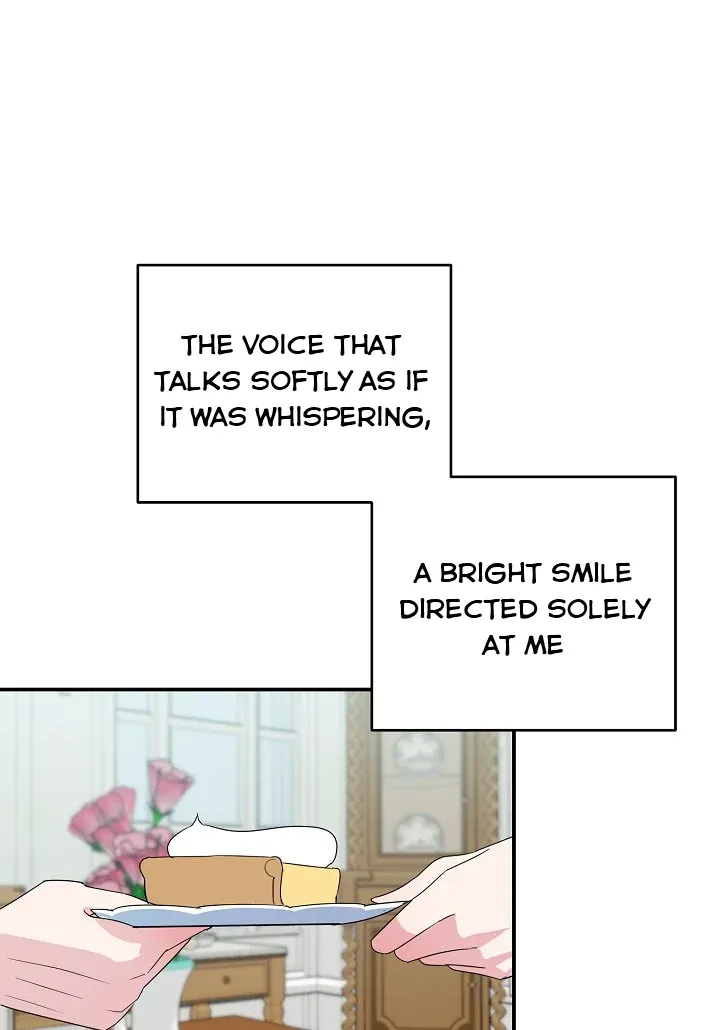 THE VOICE THAT
TALKS SOFTLY AS IF
IT WAS WHISPERING,
A BRIGHT SMILE
DIRECTED SOLELY
AT ME